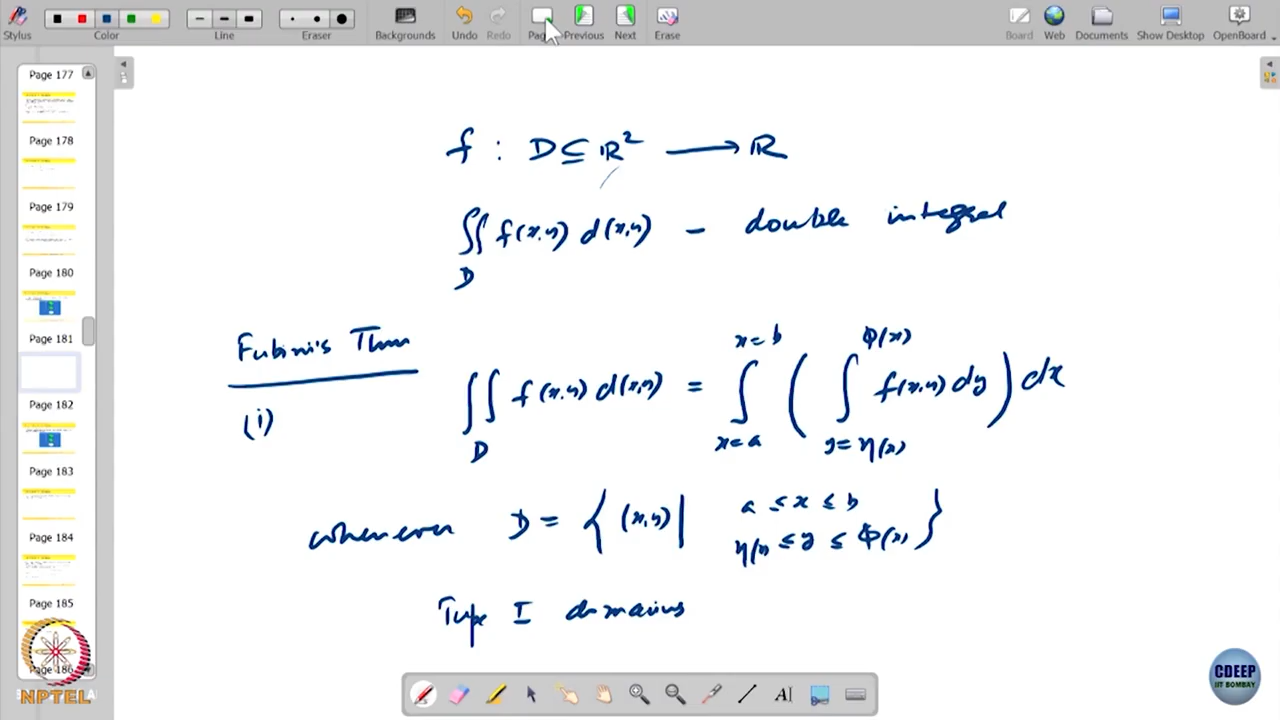 Stylus
Color
Line
Eraser
Backgrounds
Undo
Redo
Previous
Next
Erase
Board
Web
Documents
Show Desktop
OpenBoard
Page 177
Page 178
Page 179
Page 180
Page 181
Page 182
Page 183
Page 184
Page 185
Page 186
f : D ⊆ ℝ² ⟶ ℝ
∬_D f(x,y) d(x,y) – double integral
Fubini's Thm
(i) ∬_D f(x,y) d(x,y) = ∫_{x=a}^{x=b} ( ∫_{y=η(x)}^{φ(x)} f(x,y) dy ) dx
whenever D = { (x,y) | a ≤ x ≤ b
η(x) ≤ y ≤ φ(x) }
Type I domains
NPTEL
CDEEP
IIT BOMBAY